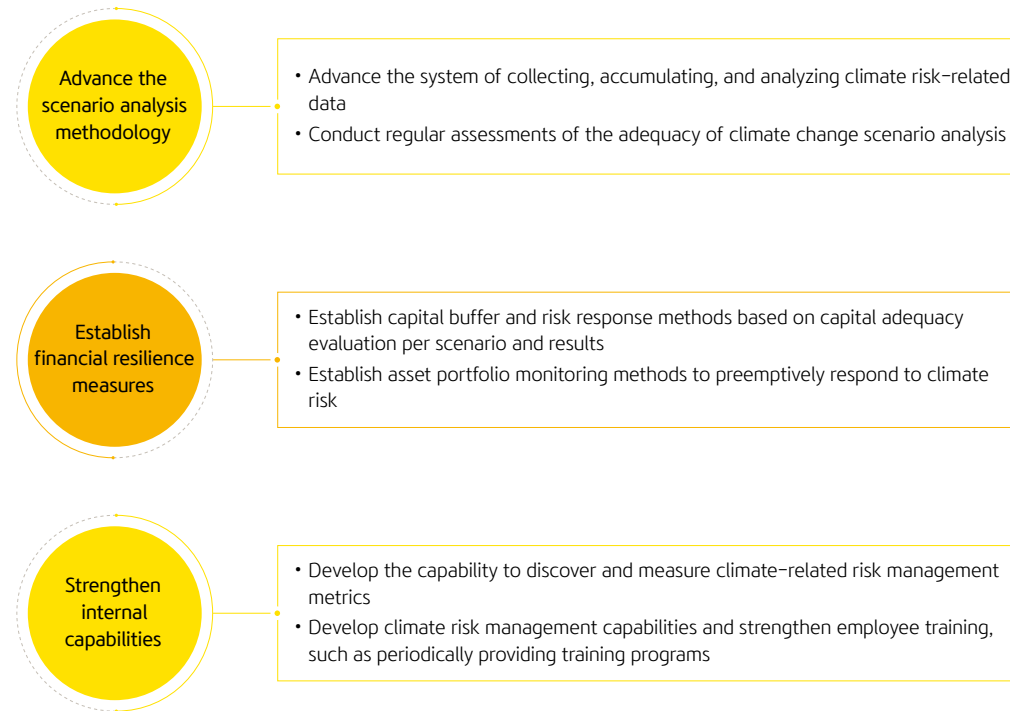 Advance the
scenario analysis
methodology
• Advance the system of collecting, accumulating, and analyzing climate risk-related
data
• Conduct regular assessments of the adequacy of climate change scenario analysis
Establish
financial resilience
measures
• Establish capital buffer and risk response methods based on capital adequacy
evaluation per scenario and results
• Establish asset portfolio monitoring methods to preemptively respond to climate
risk
Strengthen
internal
capabilities
• Develop the capability to discover and measure climate-related risk management
metrics
• Develop climate risk management capabilities and strengthen employee training,
such as periodically providing training programs